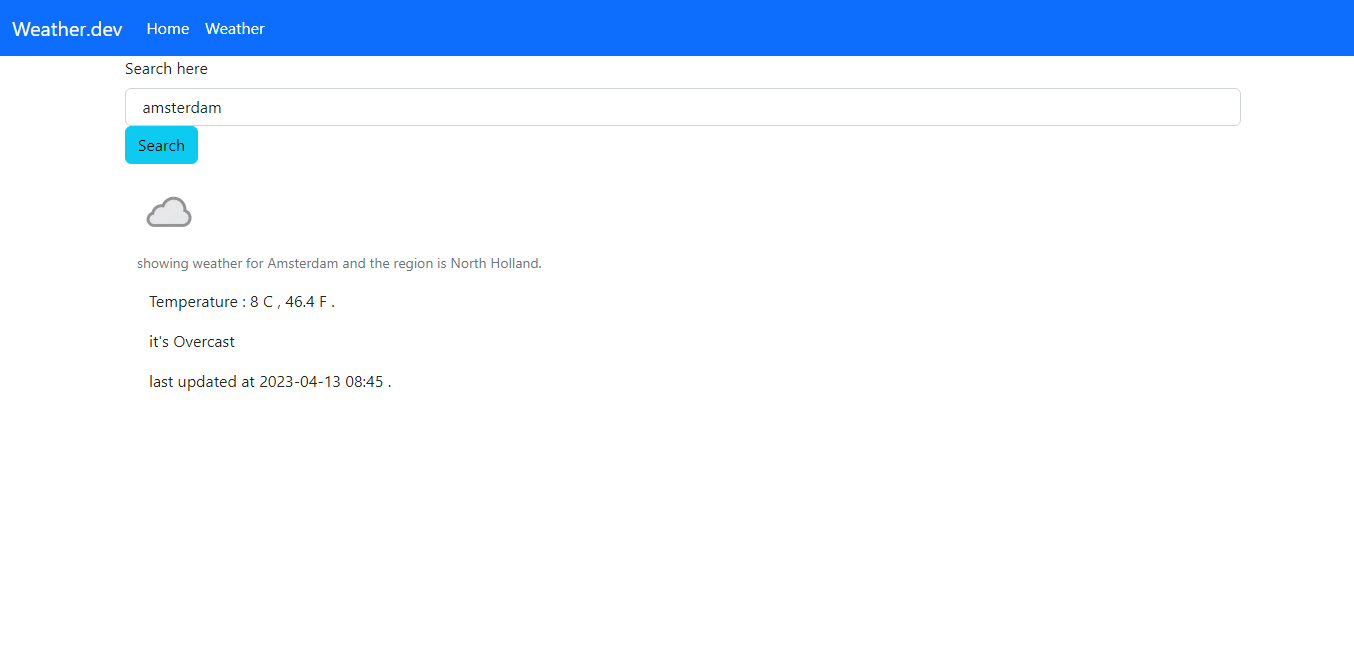 Weather.dev Home Weather
Search here
amsterdam
Search
showing weather for Amsterdam and the region is North Holland.
Temperature : 8 C , 46.4 F .
it's Overcast
last updated at 2023-04-13 08:45 .